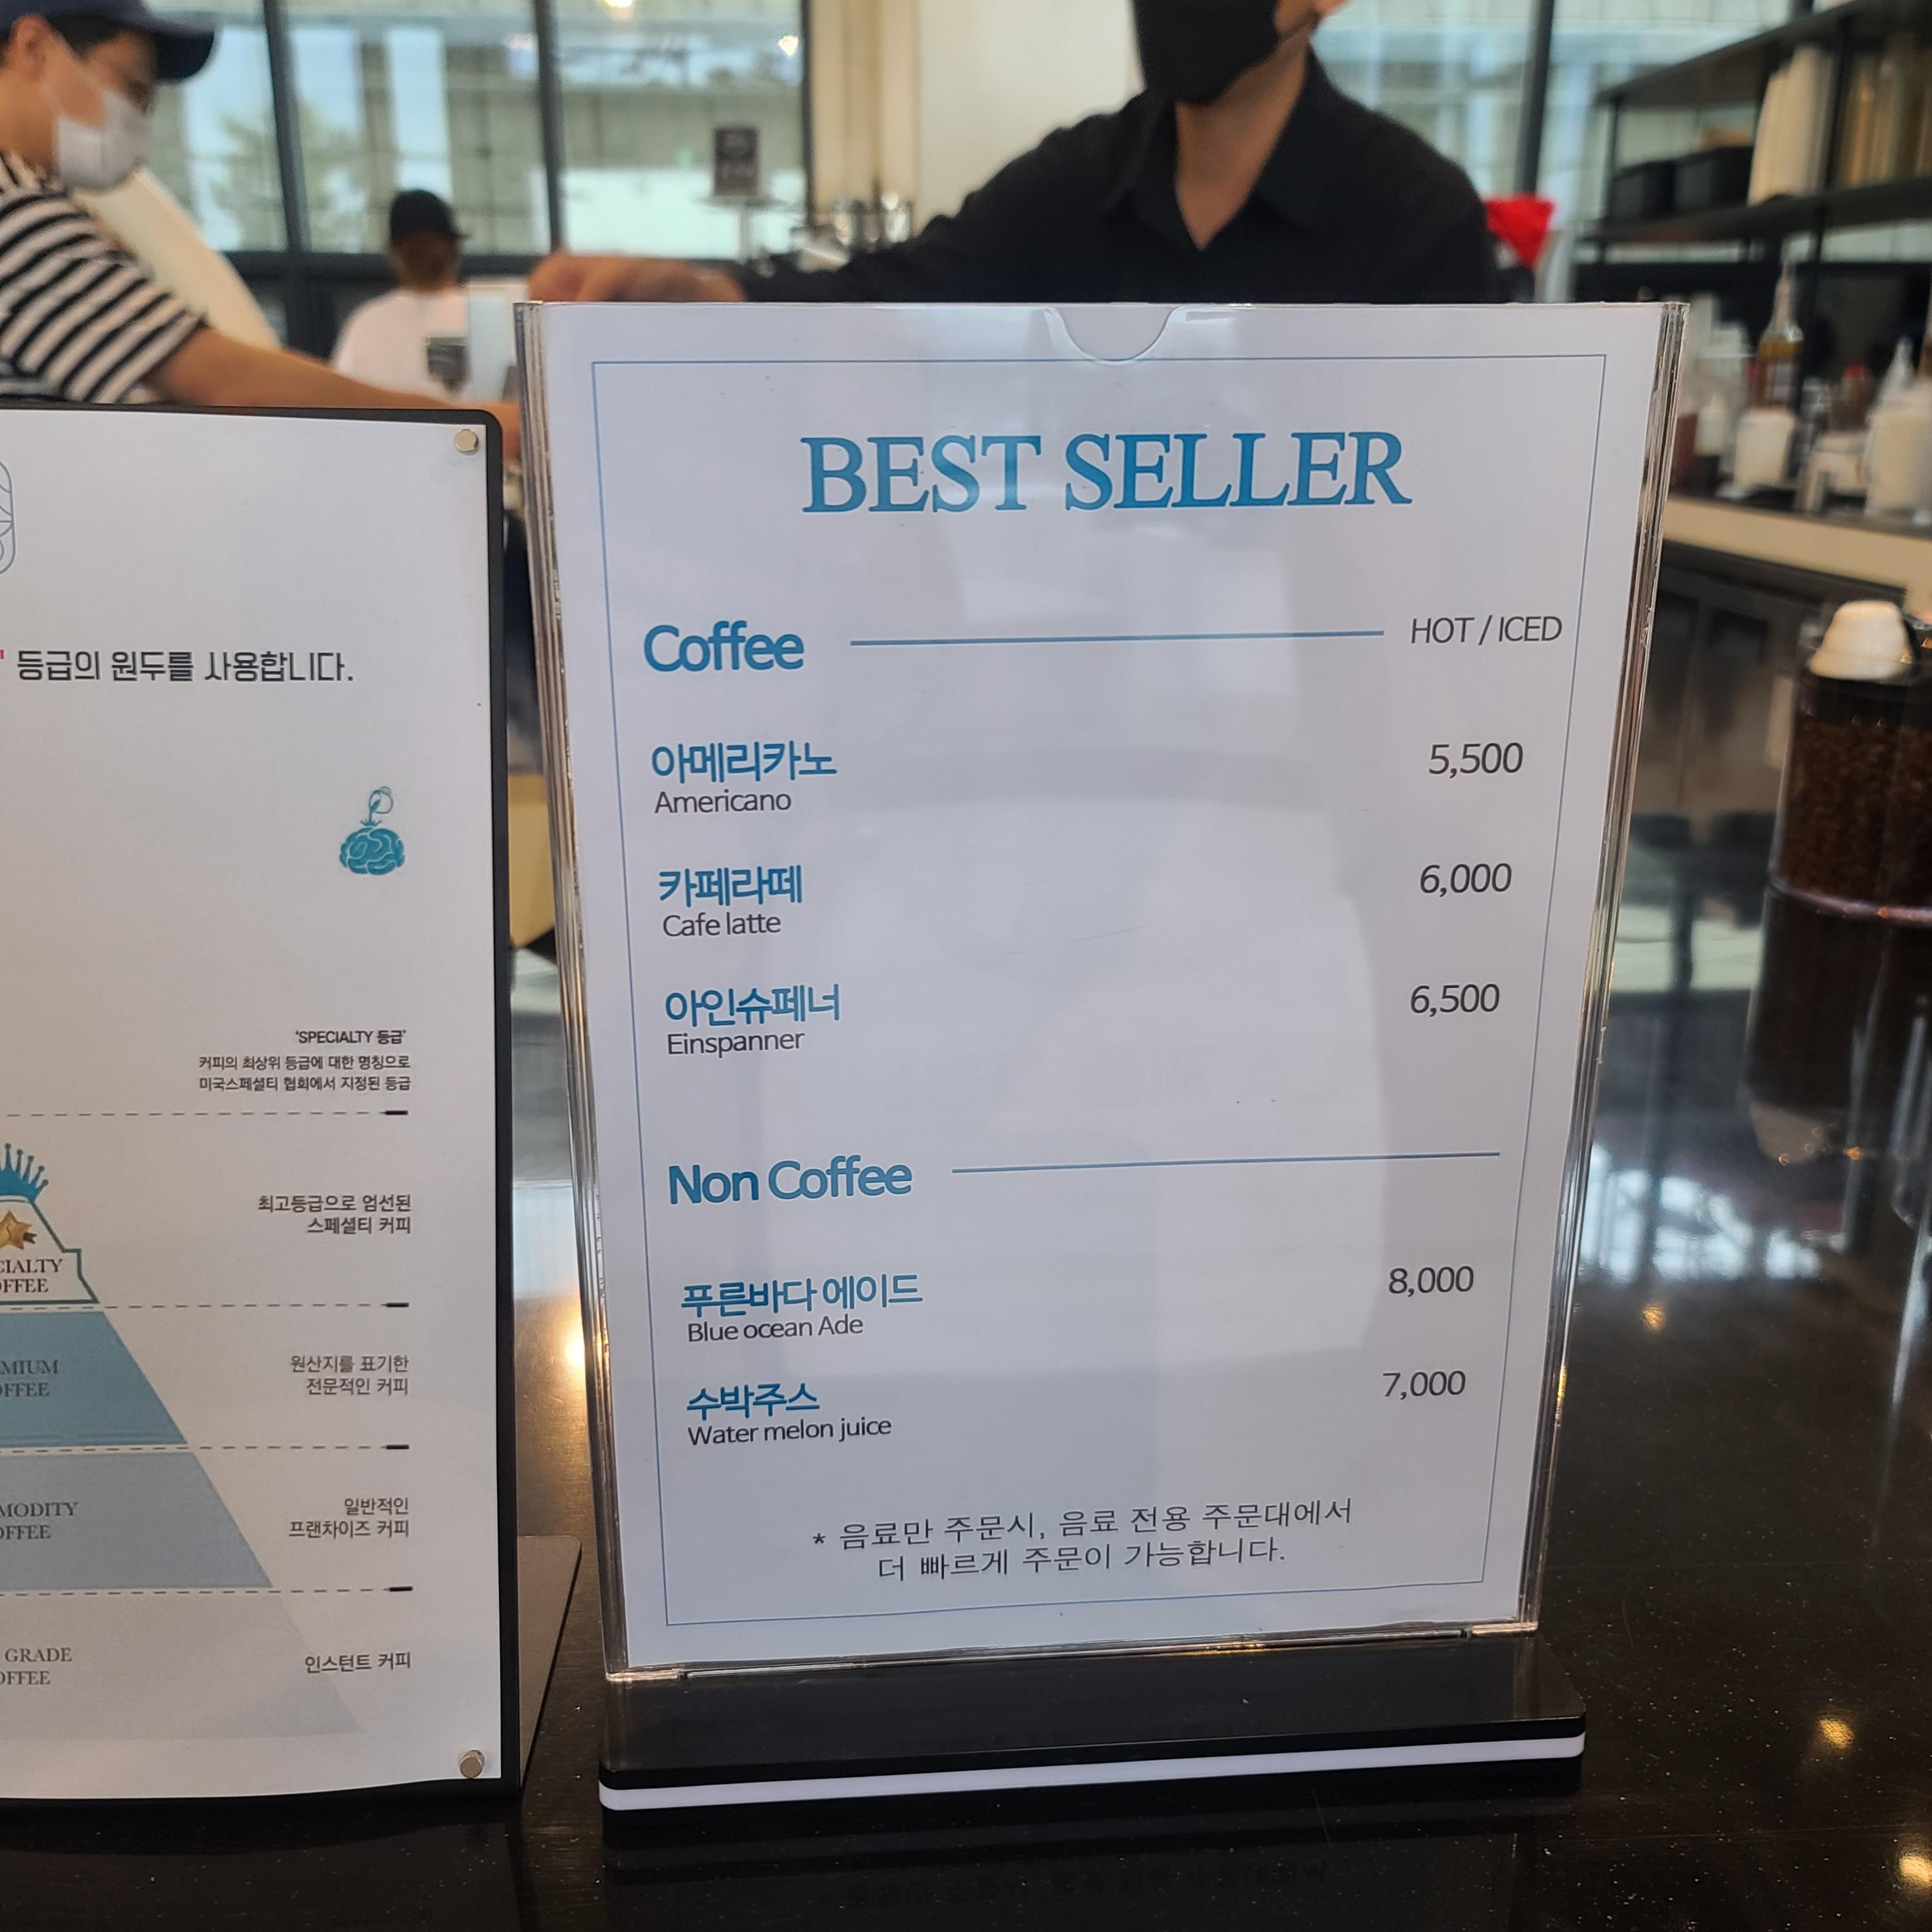 등급의 원두를 사용합니다.
'SPECIALTY 등급'
커피의 최상위 등급에 대한 명칭으로
미국스페셜티 협회에서 지정된 등급
최고등급으로 엄선된
스페셜티 커피
원산지를 표기한
전문적인 커피
일반적인
프랜차이즈 커피
GRADE
인스턴트 커피
BEST SELLER
Coffee HOT / ICED
아메리카노 5,500
Americano
카페라떼 6,000
Cafe latte
아인슈페너 6,500
Einspanner
Non Coffee
푸른바다 에이드 8,000
Blue ocean Ade
수박주스 7,000
Water melon juice
* 음료만 주문시, 음료 전용 주문대에서
더 빠르게 주문이 가능합니다.